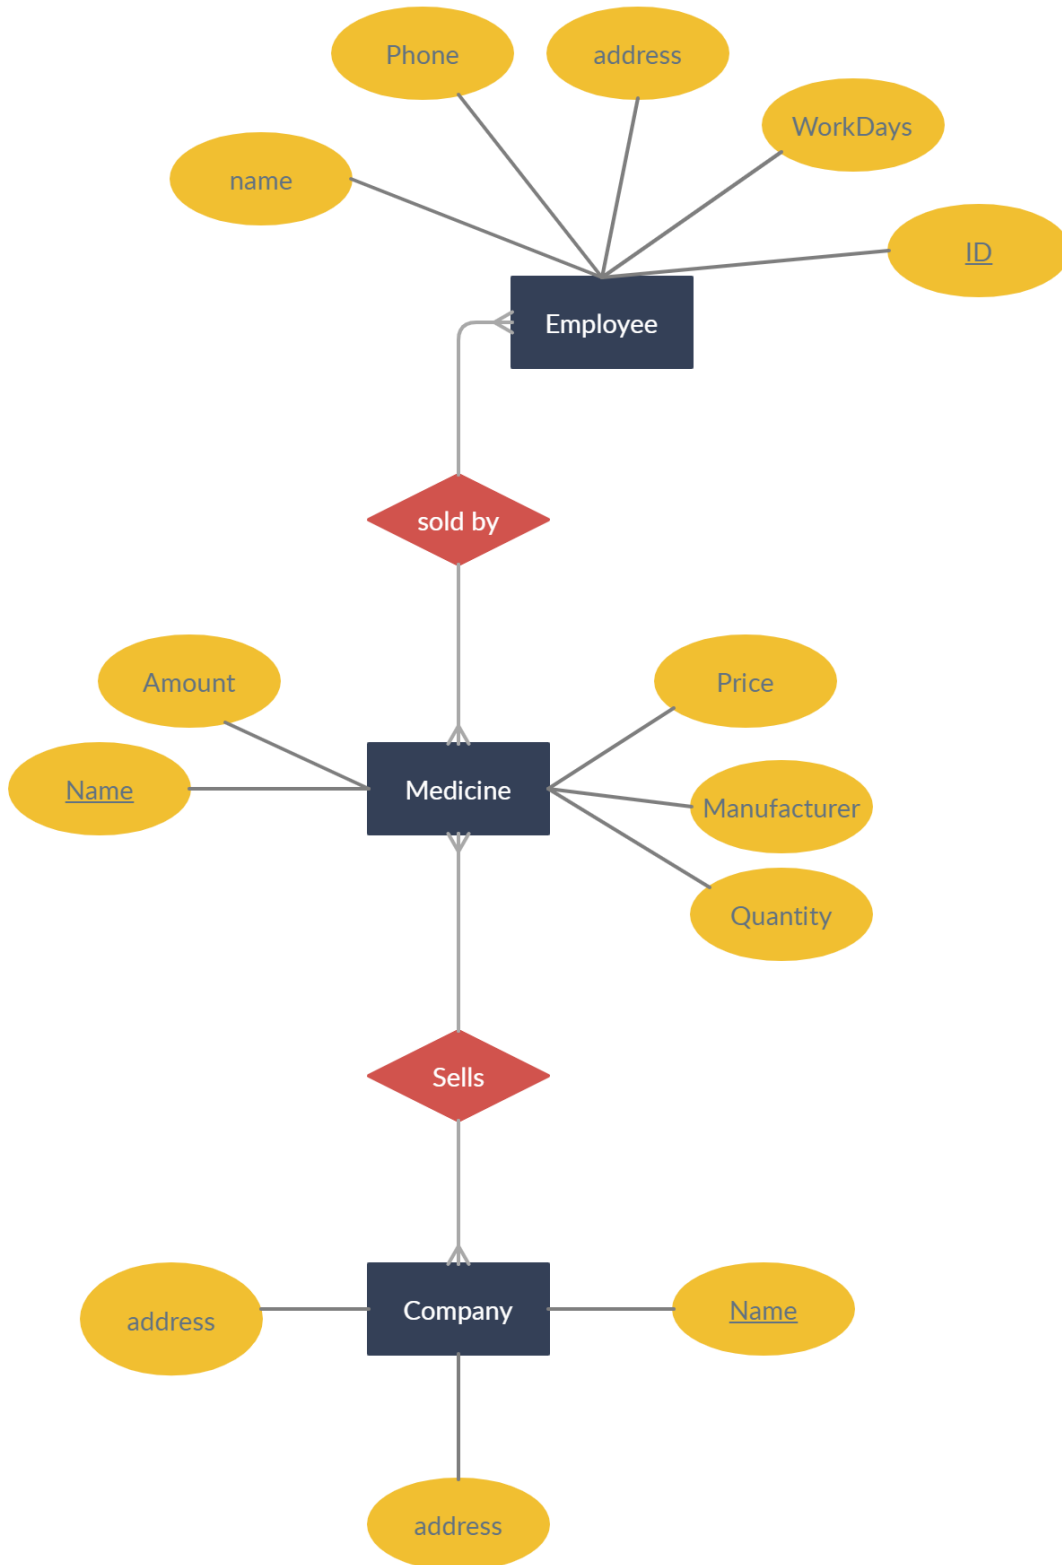 Phone
address
WorkDays
name
ID
Employee
sold by
Amount
Price
Name
Medicine
Manufacturer
Quantity
Sells
address
Company
Name
address